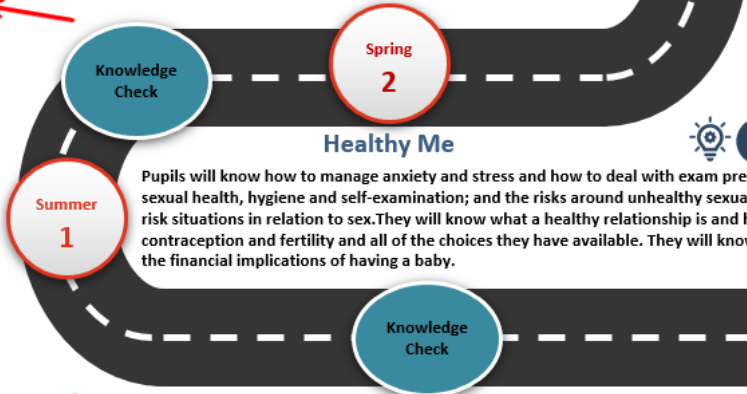 Spring
2
Knowledge
Check
Healthy Me
Pupils will know how to manage anxiety and stress and how to deal with exam pre
sexual health, hygiene and self-examination; and the risks around unhealthy sexua
risk situations in relation to sex.They will know what a healthy relationship is and
contraception and fertility and all of the choices they have available. They will kno
the financial implications of having a baby.
Summer
1
Knowledge
Check